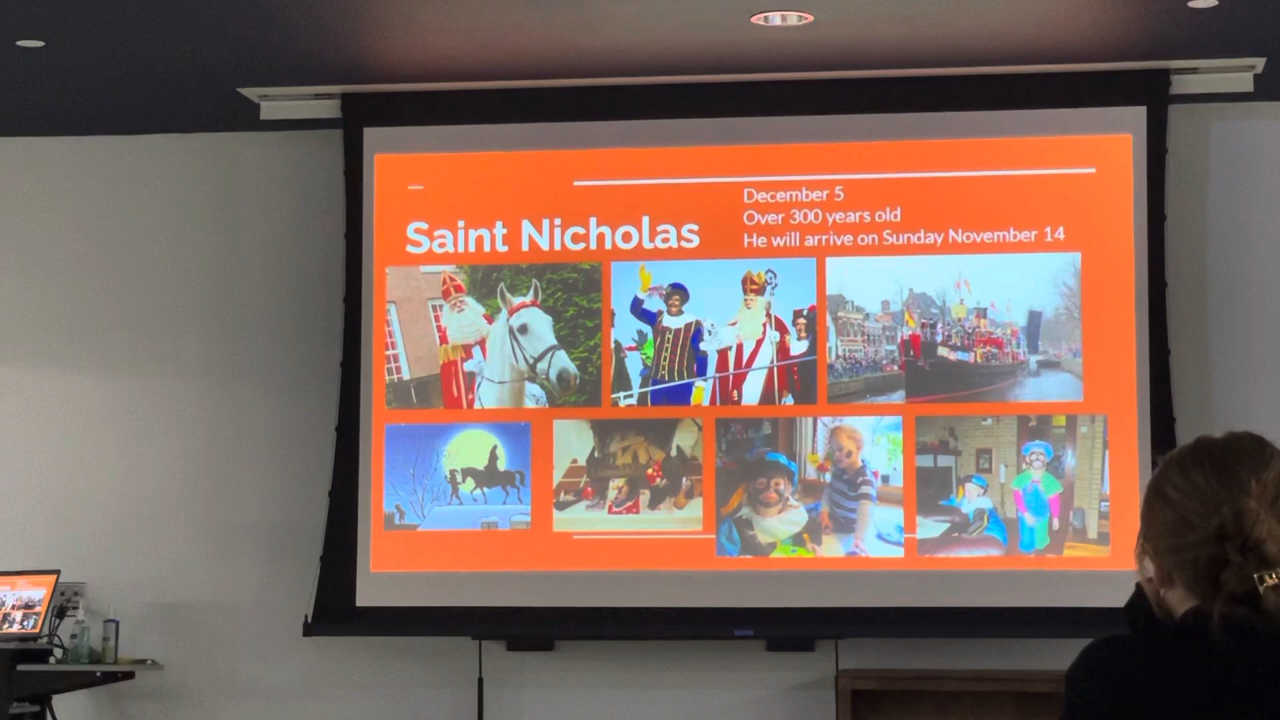 Saint Nicholas
December 5
Over 300 years old
He will arrive on Sunday November 14